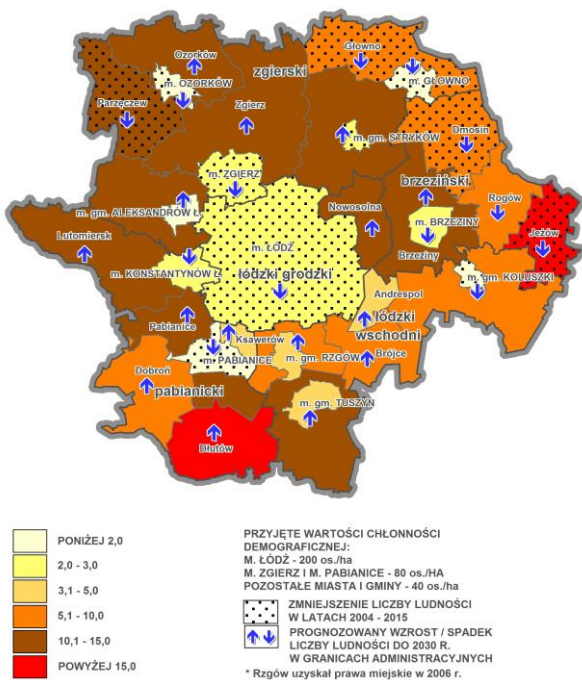 Ozorków
Głowno
zgierski
m. OZORKÓW
m. GŁOWNO
Parzęczew
Zgierz
m. gm. STRYKÓW
Dmosin
m. ZGIERZ
brzeziński
m. gm. ALEKSANDRÓW Ł.
Nowosolna
Rogów
Lutomiersk
m. BRZEZINY
Jeżów
m. ŁÓDŹ
Brzeziny
m. KONSTANTYNÓW Ł.
łódzki grodzki
m. gm. KOLUSZKI
Andrespol
Pabianice
łódzki
wschodni
Ksawerów
m. PABIANICE
m. gm. RZGÓW
Brójce
Dobroń
pabianicki
m. gm. TUSZYN
Dłutów
PONIŻEJ 2,0
2,0 - 3,0
3,1 - 5,0
5,1 - 10,0
10,1 - 15,0
POWYŻEJ 15,0
PRZYJĘTE WARTOŚCI CHŁONNOŚCI
DEMOGRAFICZNEJ:
M. ŁÓDŹ - 200 os./ha
M. ZGIERZ I M. PABIANICE - 80 os./HA
POZOSTAŁE MIASTA I GMINY - 40 os./ha
ZMNIEJSZENIE LICZBY LUDNOŚCI
W LATACH 2004 - 2015
PROGNOZOWANY WZROST / SPADEK
LICZBY LUDNOŚCI DO 2030 R.
W GRANICACH ADMINISTRACYJNYCH
* Rzgów uzyskał prawa miejskie w 2006 r.